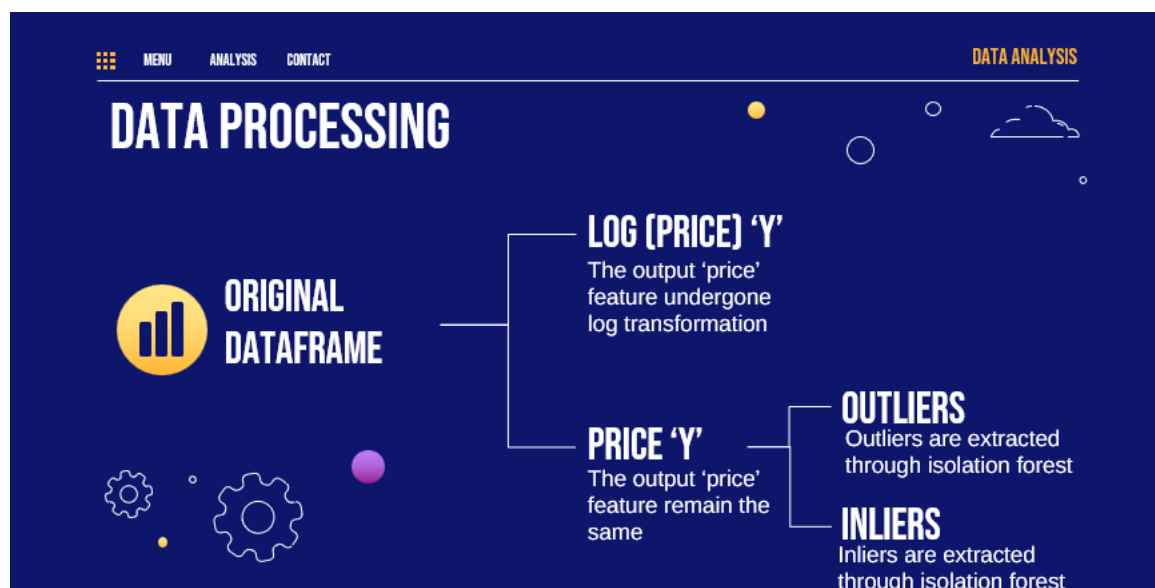 MENU ANALYSIS CONTACT DATA ANALYSIS
DATA PROCESSING
LOG (PRICE) ‘Y’
The output ‘price’
feature undergone
log transformation
ORIGINAL
DATAFRAME
PRICE ‘Y’
The output ‘price’
feature remain the
same
OUTLIERS
Outliers are extracted
through isolation forest
INLIERS
Inliers are extracted
through isolation forest